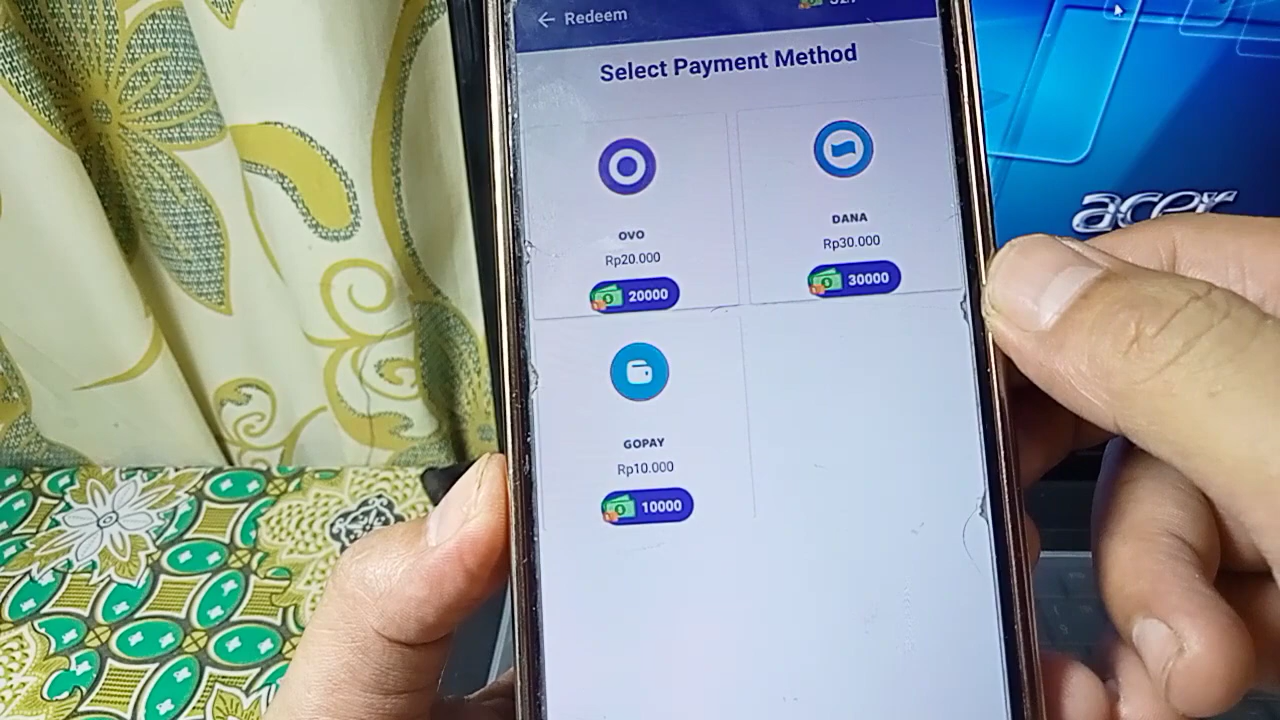 Redeem
Select Payment Method
OVO
Rp20.000
20000
DANA
Rp30.000
30000
GOPAY
Rp10.000
10000
acer